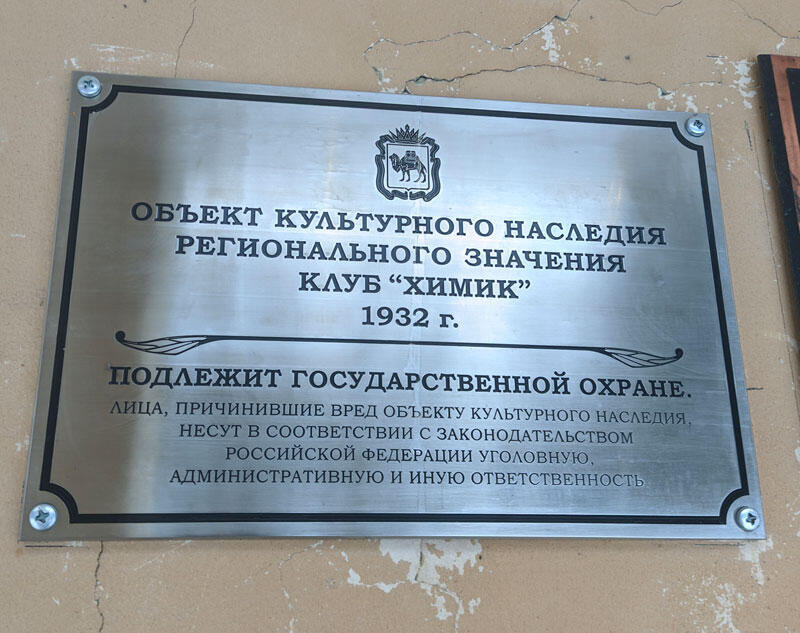 ОБЪЕКТ КУЛЬТУРНОГО НАСЛЕДИЯ
РЕГИОНАЛЬНОГО ЗНАЧЕНИЯ
КЛУБ "ХИМИК"
1932 г.
ПОДЛЕЖИТ ГОСУДАРСТВЕННОЙ ОХРАНЕ.
ЛИЦА, ПРИЧИНИВШИЕ ВРЕД ОБЪЕКТУ КУЛЬТУРНОГО НАСЛЕДИЯ,
НЕСУТ В СООТВЕТСТВИИ С ЗАКОНОДАТЕЛЬСТВОМ
РОССИЙСКОЙ ФЕДЕРАЦИИ УГОЛОВНУЮ,
АДМИНИСТРАТИВНУЮ И ИНУЮ ОТВЕТСТВЕННОСТЬ.